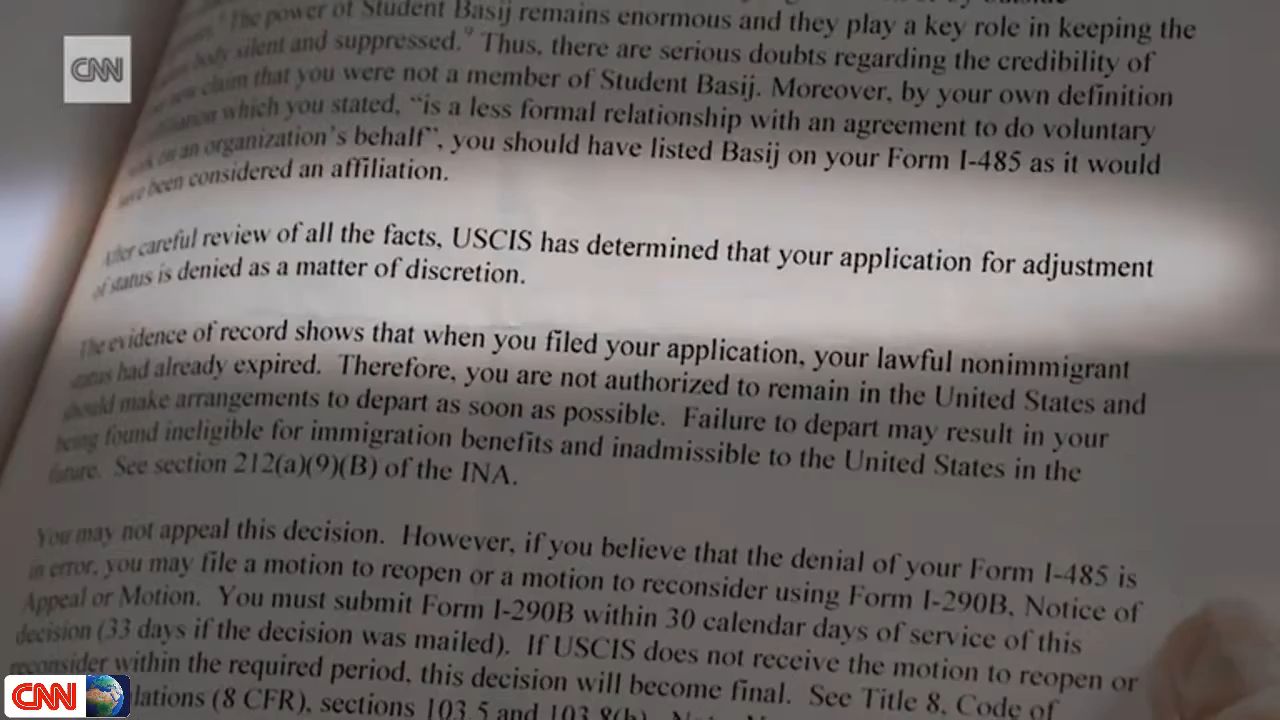 CNN
The power of Student Basij remains enormous and they play a key role in keeping the
body silent and suppressed." Thus, there are serious doubts regarding the credibility of
new claim that you were not a member of Student Basij. Moreover, by your own definition
which you stated, "is a less formal relationship with an agreement to do voluntary
work on an organization's behalf", you should have listed Basij on your Form I-485 as it would
have been considered an affiliation.
After careful review of all the facts, USCIS has determined that your application for adjustment
of status is denied as a matter of discretion.
The evidence of record shows that when you filed your application, your lawful nonimmigrant
status had already expired. Therefore, you are not authorized to remain in the United States and
should make arrangements to depart as soon as possible. Failure to depart may result in your
being found ineligible for immigration benefits and inadmissible to the United States in the
future. See section 212(a)(9)(B) of the INA.
You may not appeal this decision. However, if you believe that the denial of your Form I-485 is
in error, you may file a motion to reopen or a motion to reconsider using Form I-290B, Notice of
Appeal or Motion. You must submit Form I-290B within 30 calendar days of service of this
decision (33 days if the decision was mailed). If USCIS does not receive the motion to reopen or
reconsider within the required period, this decision will become final. See Title 8, Code of
lations (8 CFR), sections 103.5 and 103.8(b).
CNN